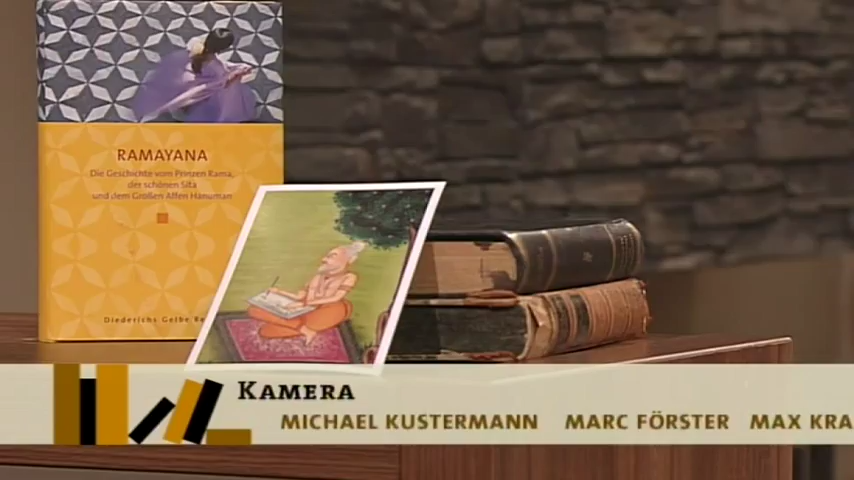 RAMAYANA
Die Geschichte vom Prinzen Rama,
der schönen Sita
und dem Großen Affen Hanuman
Diederichs Gelbe
KAMERA
MICHAEL KUSTERMANN MARC FÖRSTER MAX KRA